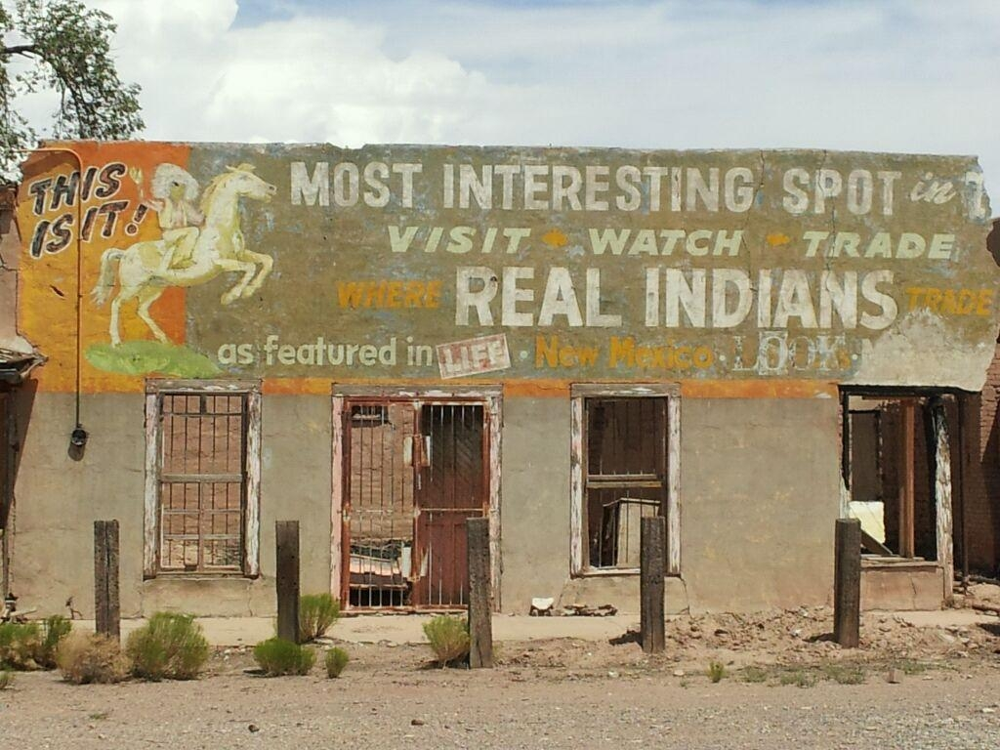 THIS
IS IT!
MOST INTERESTING SPOT in
VISIT WATCH TRADE
WHERE REAL INDIANS TRADE
as featured in LIFE · New Mexico · LOOK